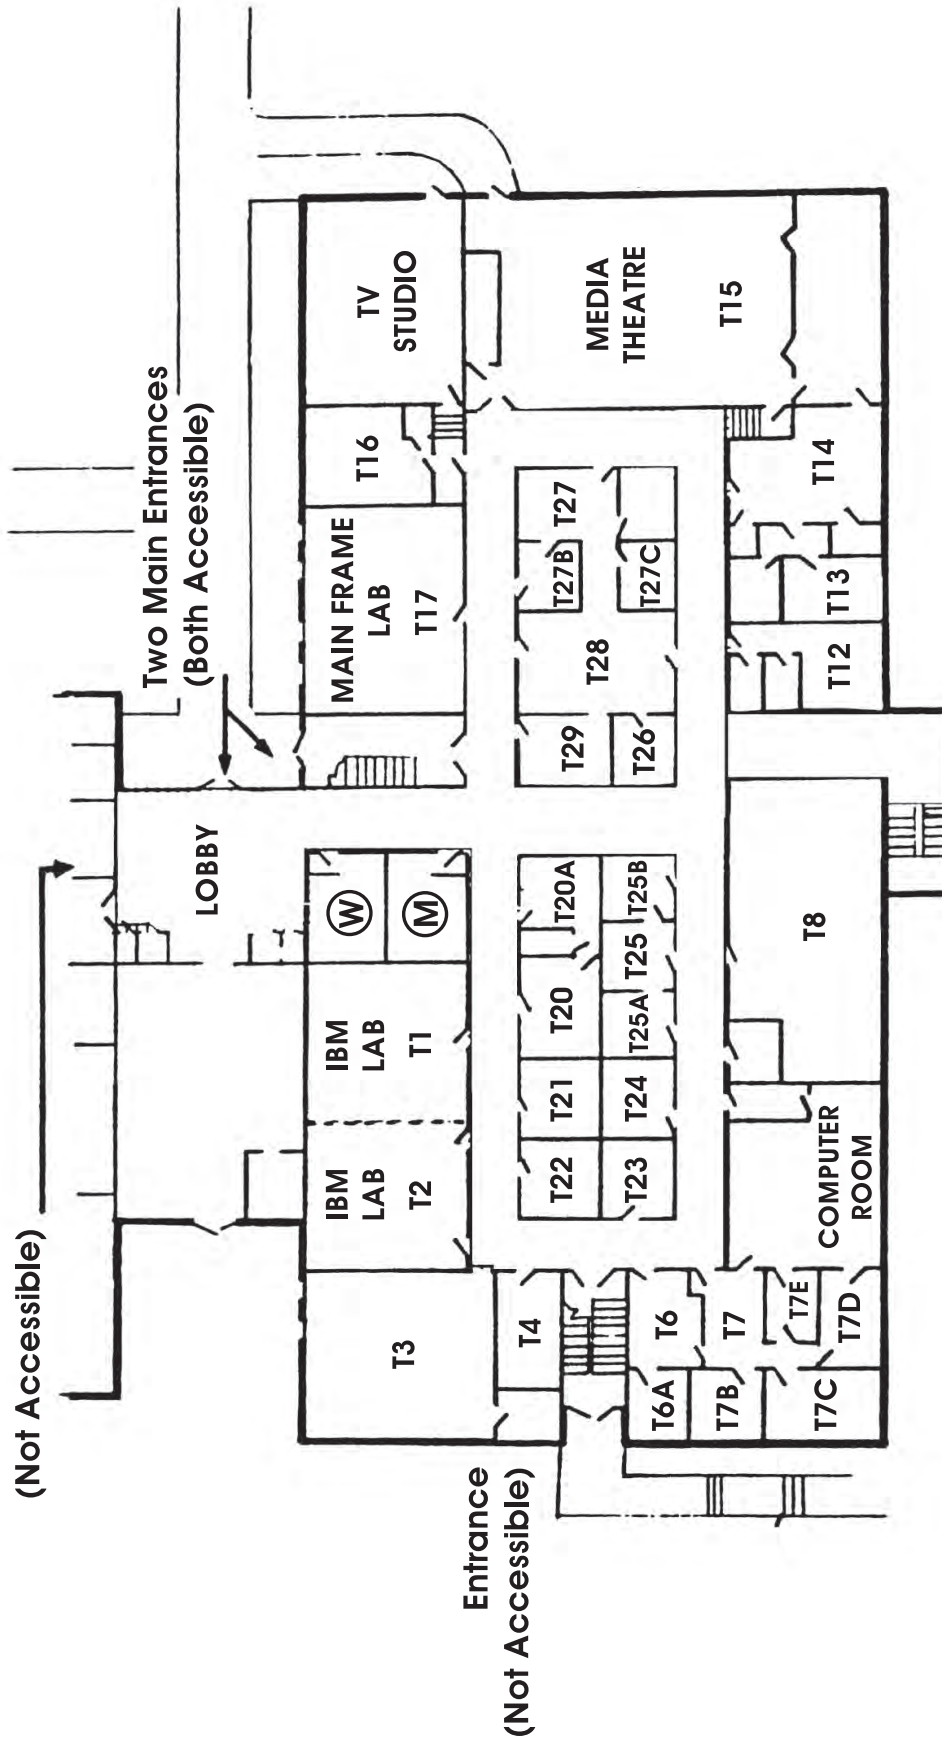 (Not Accessible)
Two Main Entrances
(Both Accessible)
LOBBY
IBM
LAB
T2
IBM
LAB
T1
W
M
MAIN FRAME
LAB
T17
T16
TV
STUDIO
T3
T4
Entrance
(Not Accessible)
T22
T21
T20
T20A
T23
T24
T25A
T25
T25B
T29
T26
T28
T27B
T27
T27C
MEDIA
THEATRE
T15
T6A
T6
T7B
T7
T7C
T7E
T7D
COMPUTER
ROOM
T8
T12
T13
T14